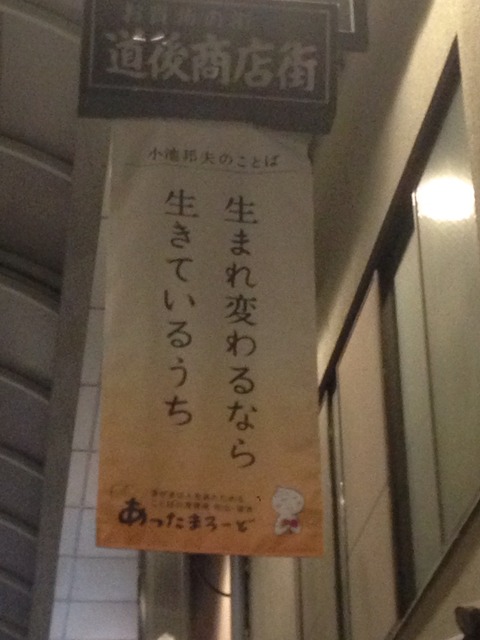 道後商店街
小池邦夫のことば
生まれ変わるなら
生きているうち
あったまろーど